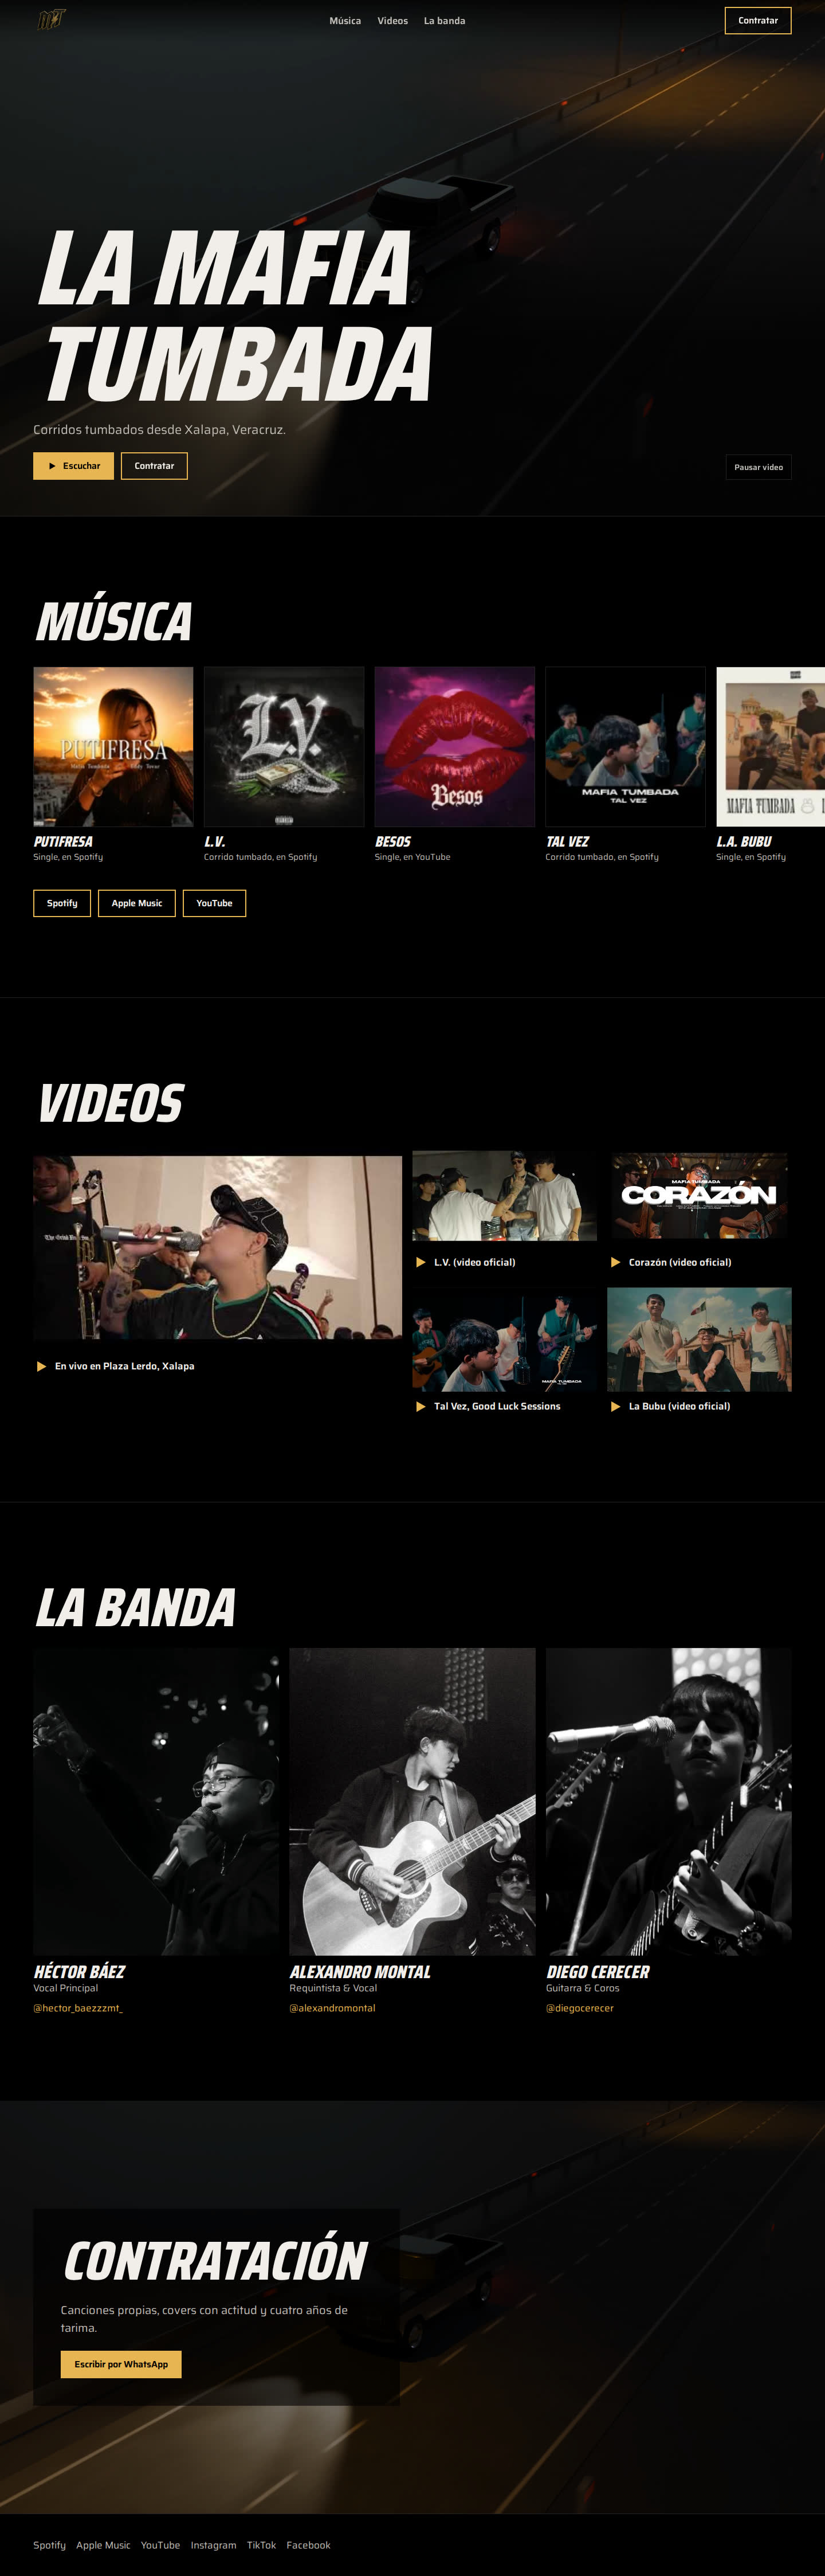 MT
Música Videos La banda
Contratar
LA MAFIA
TUMBADA
Corridos tumbados desde Xalapa, Veracruz.
Escuchar
Contratar
Pausar video
MÚSICA
PUTIFRESA
Mafia Tumbada
L.V.
Besos
MAFIA TUMBADA
TAL VEZ
MAFIA TUMBADA
PUTIFRESA
Single, en Spotify
L.V.
Corrido tumbado, en Spotify
BESOS
Single, en YouTube
TAL VEZ
Corrido tumbado, en Spotify
L.A. BUBU
Single, en Spotify
Spotify
Apple Music
YouTube
VIDEOS
MAFIA TUMBADA
CORAZÓN
L.V. (video oficial)
Corazón (video oficial)
MAFIA TUMBADA
En vivo en Plaza Lerdo, Xalapa
Tal Vez, Good Luck Sessions
La Bubu (video oficial)
LA BANDA
HÉCTOR BÁEZ
Vocal Principal
@hector_baezzzmt_
ALEXANDRO MONTAL
Requintista & Vocal
@alexandromontal
DIEGO CERECER
Guitarra & Coros
@diegocerecer
CONTRATACIÓN
Canciones propias, covers con actitud y cuatro años de
tarima.
Escribir por WhatsApp
Spotify Apple Music YouTube Instagram TikTok Facebook